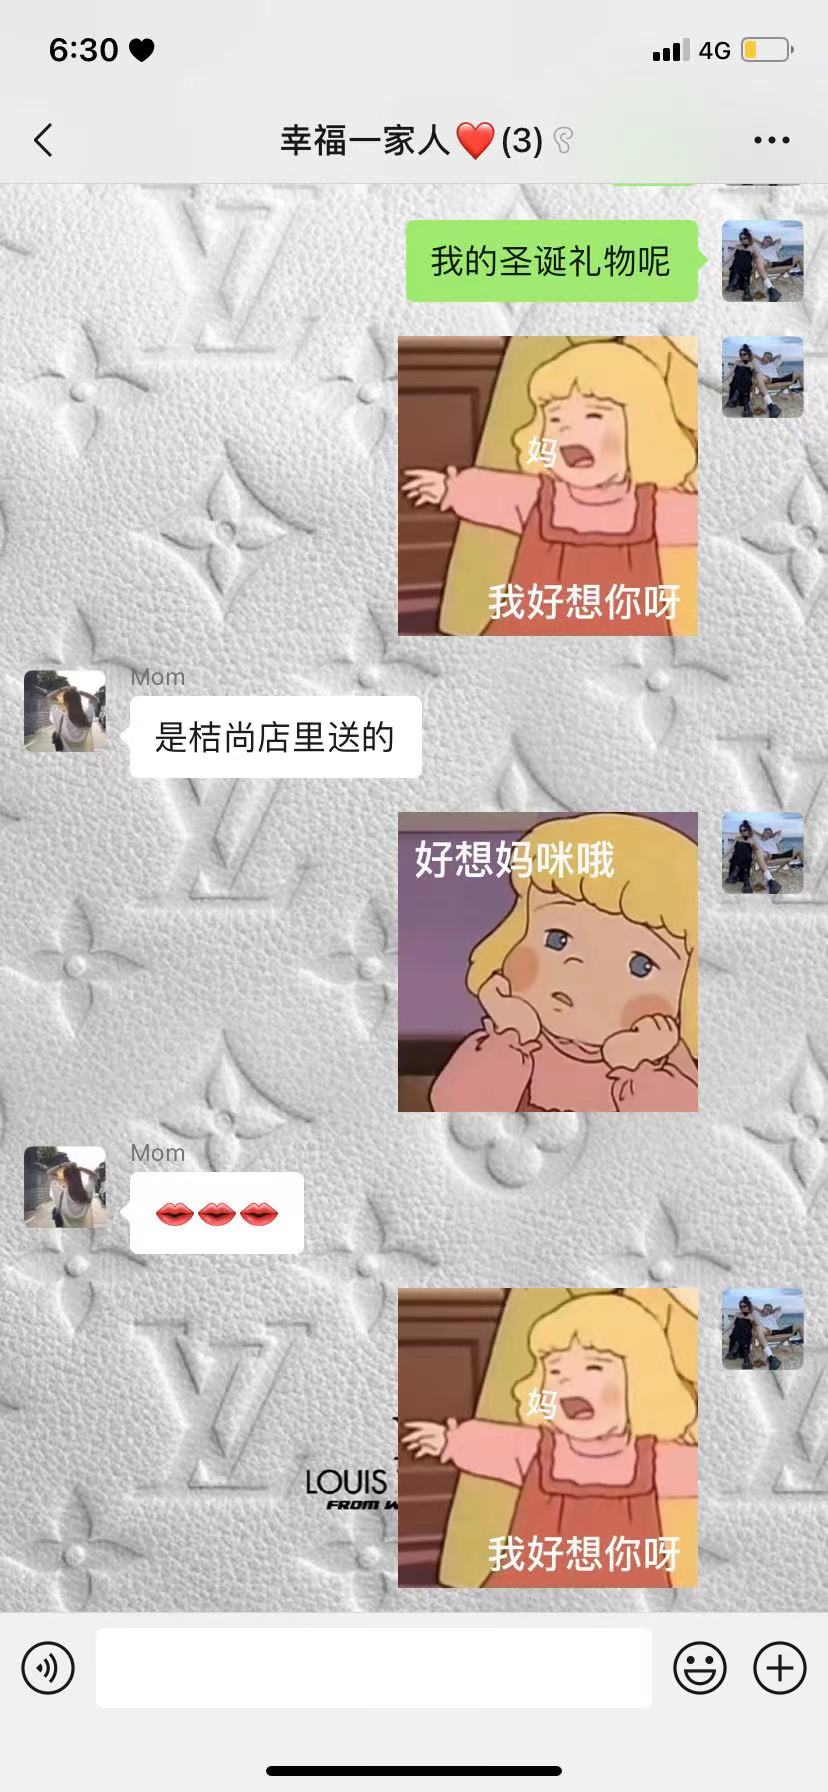 6:30 🖤 4G
幸福一家人❤️(3)
我的圣诞礼物呢
妈
我好想你呀
Mom
是桔尚店里送的
好想妈咪哦
Mom
👄👄👄
妈
我好想你呀
LOUIS
FROM W